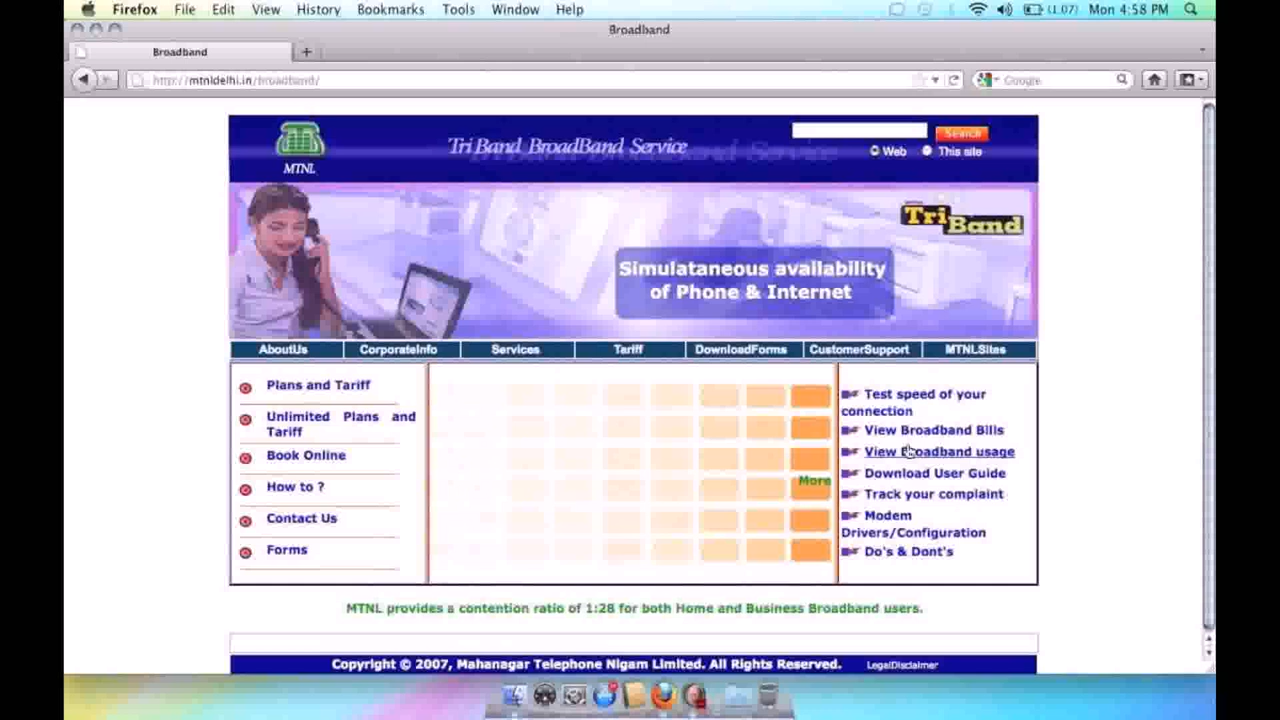 Firefox File Edit View History Bookmarks Tools Window Help (1:07) Mon 4:58 PM
Broadband
Broadband
http://mtnldelhi.in/broadband/
Google
Tri Band BroadBand Service
Search
Web This site
MTNL
Tri Band
Simulataneous availability
of Phone & Internet
AboutUs CorporateInfo Services Tariff DownloadForms CustomerSupport MTNLSites
Plans and Tariff
Unlimited Plans and
Tariff
Book Online
How to ?
Contact Us
Forms
More
Test speed of your
connection
View Broadband Bills
View Broadband usage
Download User Guide
Track your complaint
Modem
Drivers/Configuration
Do's & Dont's
MTNL provides a contention ratio of 1:28 for both Home and Business Broadband users.
Copyright © 2007, Mahanagar Telephone Nigam Limited. All Rights Reserved. LegalDisclaimer